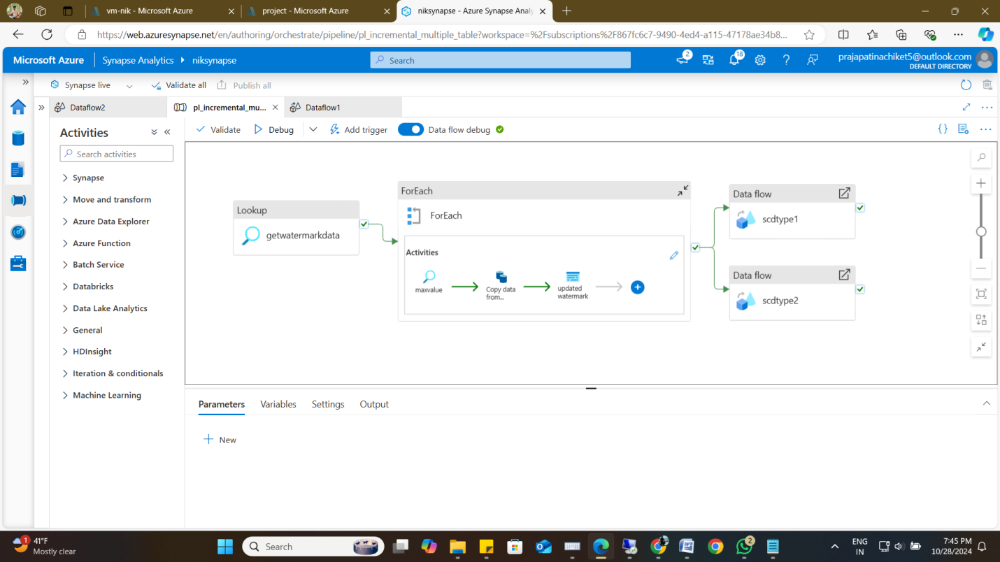 vm-nik - Microsoft Azure
project - Microsoft Azure
niksynapse - Azure Synapse Analy
https://web.azuresynapse.net/en/authoring/orchestrate/pipeline/pl_incremental_multiple_table?workspace=%2Fsubscriptions%2F867fc6c7-9490-4ed4-a115-47178ae34b8...
Microsoft Azure
Synapse Analytics
niksynapse
Search
2
18
prajapatinachiket5@outlook.com
DEFAULT DIRECTORY
Synapse live
Validate all
Publish all
Dataflow2
pl_incremental_mu...
Dataflow1
Activities
Validate
Debug
Add trigger
Data flow debug
Search activities
Synapse
Move and transform
Azure Data Explorer
Azure Function
Batch Service
Databricks
Data Lake Analytics
General
HDInsight
Iteration & conditionals
Machine Learning
Lookup
getwatermarkdata
ForEach
ForEach
Activities
maxvalue
Copy data
from...
updated
watermark
Data flow
scdtype1
Data flow
scdtype2
Parameters
Variables
Settings
Output
New
1
41°F
Mostly clear
Search
2
ENG
IN
7:45 PM
10/28/2024